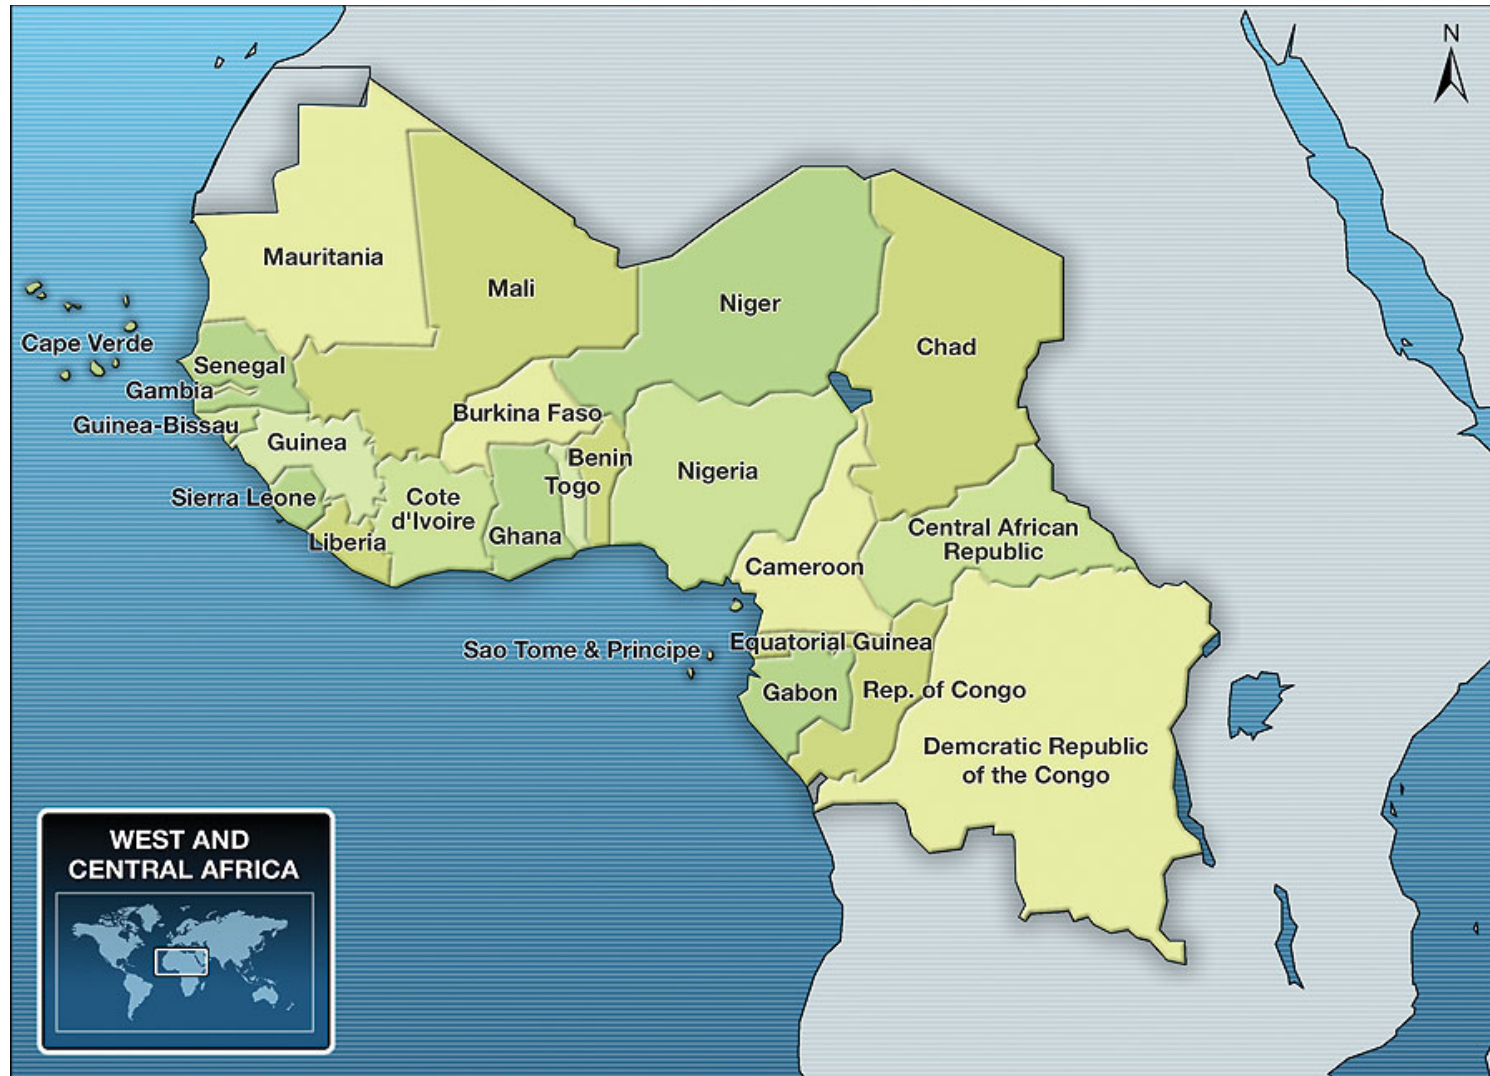 N
Mauritania
Mali
Niger
Chad
Cape Verde
Senegal
Gambia
Guinea-Bissau
Guinea
Burkina Faso
Benin
Togo
Nigeria
Sierra Leone
Cote
d'Ivoire
Liberia
Ghana
Central African
Republic
Cameroon
Sao Tome & Principe
Equatorial Guinea
Gabon
Rep. of Congo
Demcratic Republic
of the Congo
WEST AND
CENTRAL AFRICA